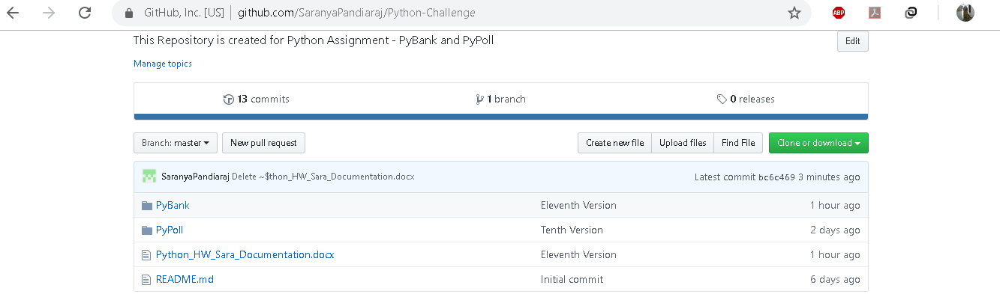 GitHub, Inc. [US] github.com/SaranyaPandiaraj/Python-Challenge ABP
This Repository is created for Python Assignment - PyBank and PyPoll Edit
Manage topics
13 commits 1 branch 0 releases
Branch: master New pull request Create new file Upload files Find File Clone or download
SaranyaPandiaraj Delete ~$thon_HW_Sara_Documentation.docx Latest commit bc6c469 3 minutes ago
PyBank Eleventh Version 1 hour ago
PyPoll Tenth Version 2 days ago
Python_HW_Sara_Documentation.docx Eleventh Version 1 hour ago
README.md Initial commit 6 days ago